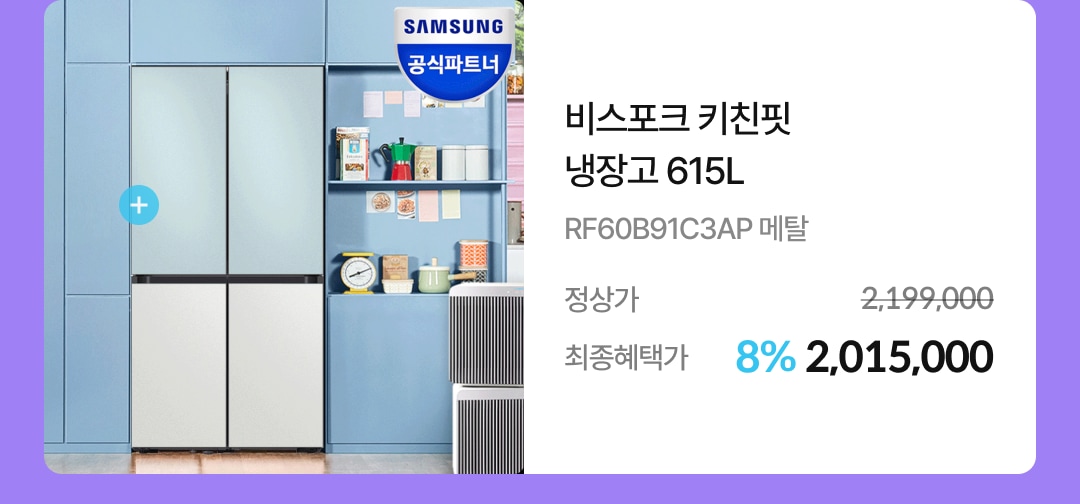 SAMSUNG
공식파트너
비스포크 키친핏
냉장고 615L
RF60B91C3AP 메탈
정상가 2,199,000
최종혜택가 8% 2,015,000